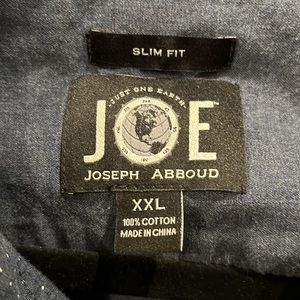 SLIM FIT
JUST ONE EARTH
JOE
JOSEPH ABBOUD
XXL
100% COTTON
MADE IN CHINA